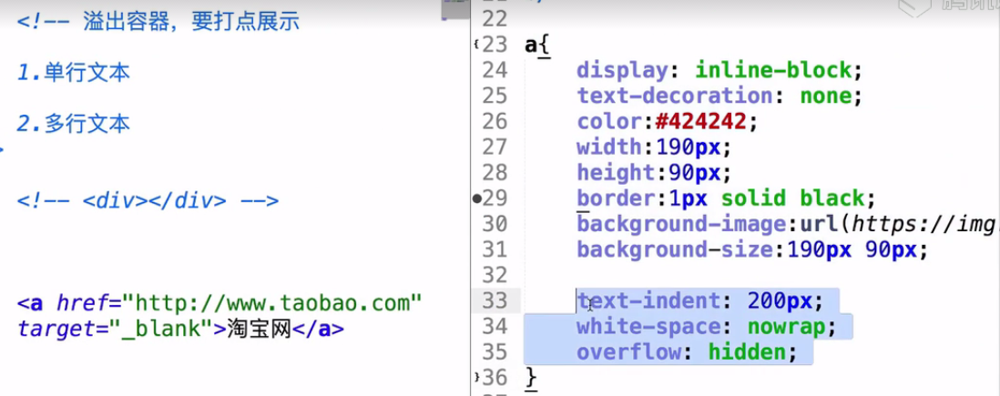 <!-- 溢出容器，要打点展示
1.单行文本
2.多行文本
<!-- <div></div> -->
<a href="http://www.taobao.com"
target="_blank">淘宝网</a>
22
23 a{
24 display: inline-block;
25 text-decoration: none;
26 color:#424242;
27 width:190px;
28 height:90px;
29 border:1px solid black;
30 background-image:url(https://img
31 background-size:190px 90px;
32
33 text-indent: 200px;
34 white-space: nowrap;
35 overflow: hidden;
36 }